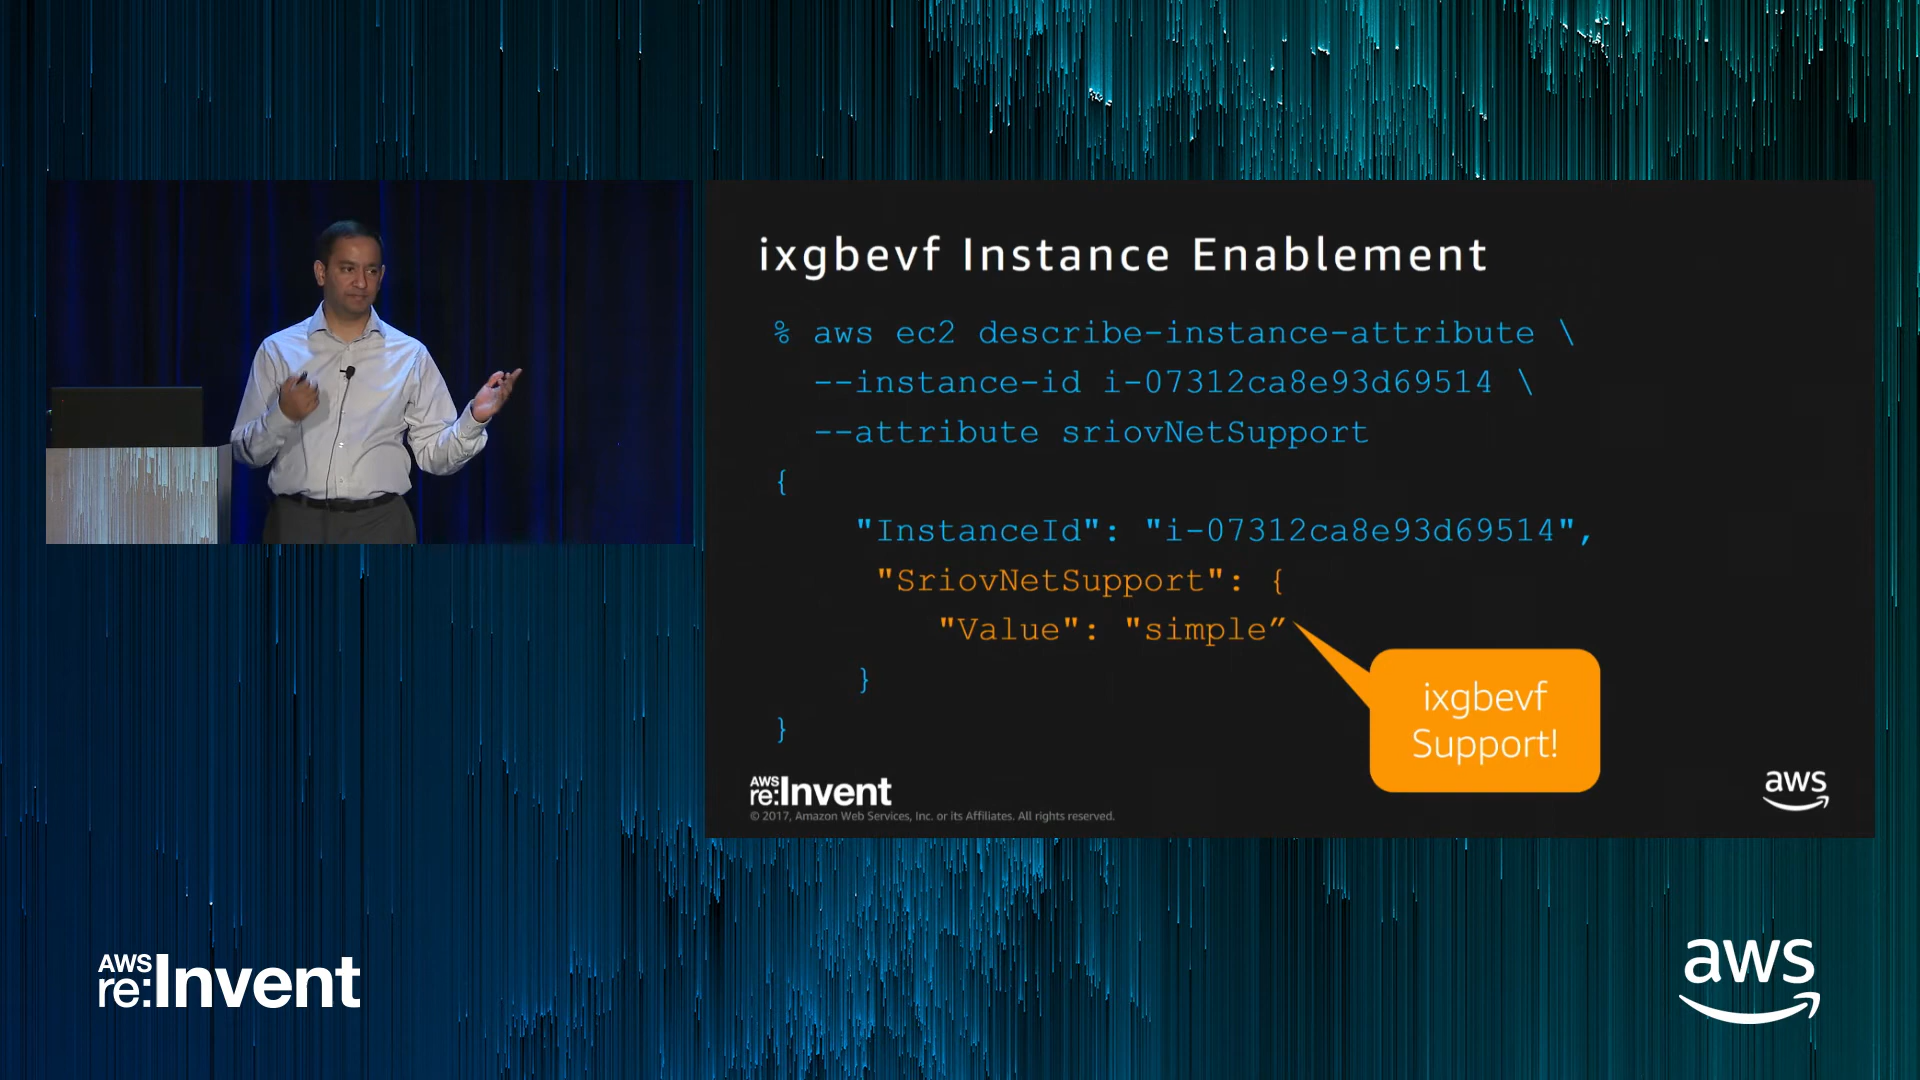 ixgbevf Instance Enablement
% aws ec2 describe-instance-attribute \
--instance-id i-07312ca8e93d69514 \
--attribute sriovNetSupport
{
"InstanceId": "i-07312ca8e93d69514",
"SriovNetSupport": {
"Value": "simple”
}
}
ixgbevf
Support!
AWS
re:Invent
© 2017, Amazon Web Services, Inc. or its Affiliates. All rights reserved.
aws
AWS
re:Invent
aws